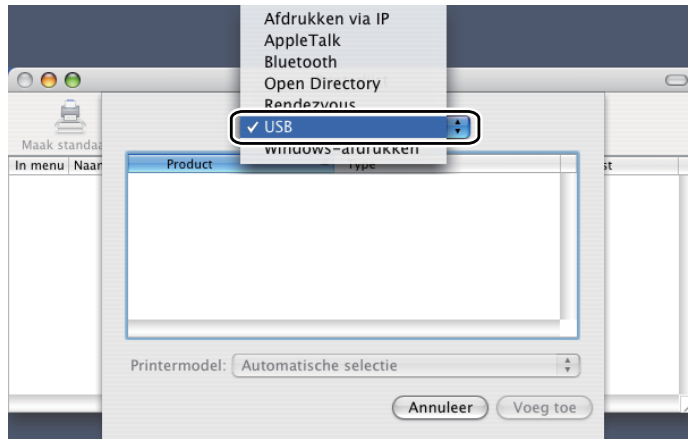 Afdrukken via IP
AppleTalk
Bluetooth
Open Directory
Rendezvous
✓ USB
Windows-afdrukken
Maak standaa
In menu Naar
Product Type
st
Printermodel: Automatische selectie
Annuleer Voeg toe